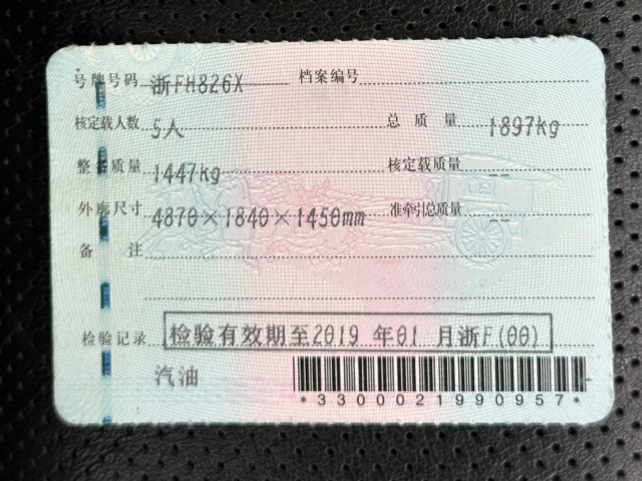 号牌号码 浙FH826X 档案编号
核定载人数 5人 总质量 1897kg
整备质量 1447kg 核定载质量 --
外廓尺寸 4870×1840×1450mm 准牵引总质量 --
备注
检验记录 检验有效期至2019 年01 月浙F(00)
汽油
*3300021990957*